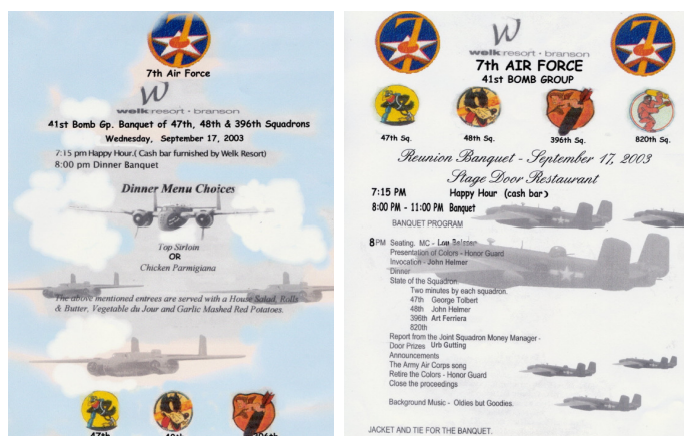 7th Air Force
W
welk resort • branson
41st Bomb Gp. Banquet of 47th, 48th & 396th Squadrons
Wednesday, September 17, 2003
7:15 pm Happy Hour.( Cash bar furnished by Welk Resort)
8:00 pm Dinner Banquet
Dinner Menu Choices
Top Sirloin
OR
Chicken Parmigiana
The above mentioned entrees are served with a House Salad, Rolls
& Butter, Vegetable du Jour and Garlic Mashed Red Potatoes.
47th 48th 396th
W
welk resort • branson
7th AIR FORCE
41ST BOMB GROUP
47th Sq. 48th Sq. 396th Sq. 820th Sq.
Reunion Banquet - September 17, 2003
Stage Door Restaurant
7:15 PM Happy Hour (cash bar)
8:00 PM - 11:00 PM Banquet
BANQUET PROGRAM
8 PM Seating. MC - Lou
Presentation of Colors - Honor Guard
Invocation - John Helmer
Dinner
State of the Squadron
Two minutes by each squadron.
47th George Tolbert
48th John Helmer
396th Art Ferriera
820th
Report from the Joint Squadron Money Manager -
Door Prizes Urb Gutting
Announcements
The Army Air Corps song
Retire the Colors - Honor Guard
Close the proceedings
Background Music - Oldies but Goodies.
JACKET AND TIE FOR THE BANQUET.